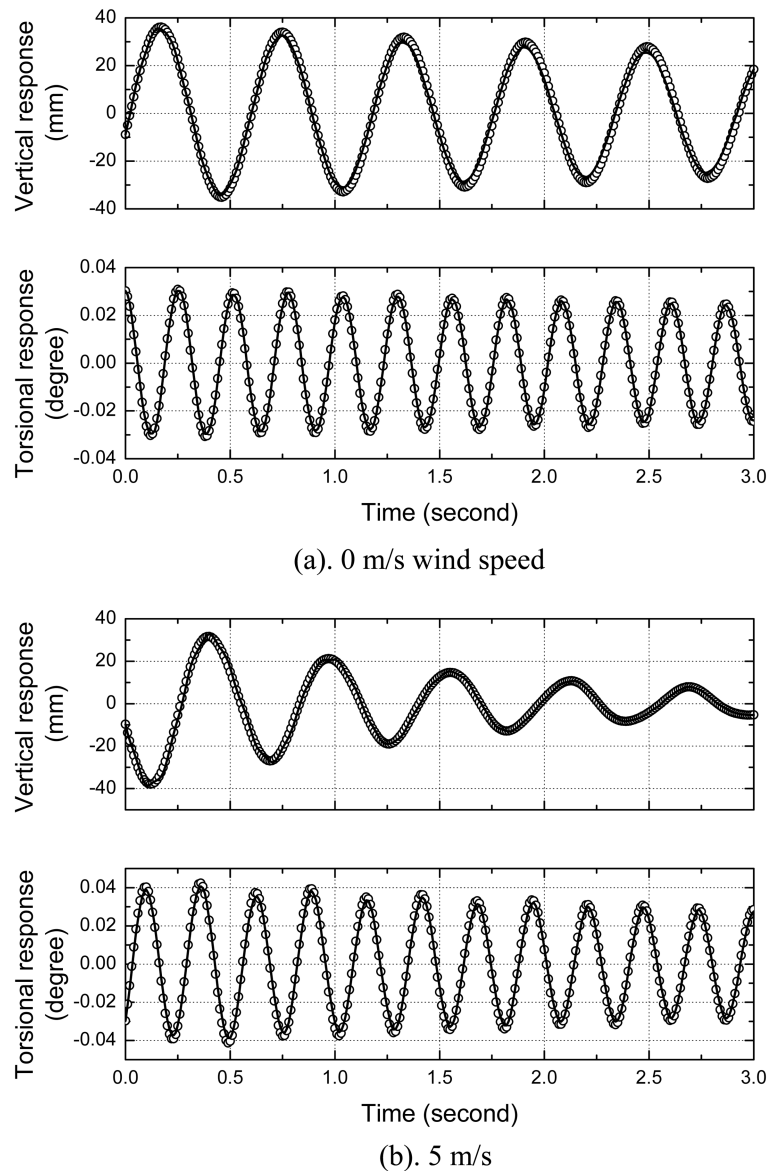 40
20
0
-20
-40
Vertical response
(mm)
0.04
0.02
0.00
-0.02
-0.04
Torsional response
(degree)
0.0 0.5 1.0 1.5 2.0 2.5 3.0
Time (second)
(a). 0 m/s wind speed
40
20
0
-20
-40
Vertical response
(mm)
0.04
0.02
0.00
-0.02
-0.04
Torsional response
(degree)
0.0 0.5 1.0 1.5 2.0 2.5 3.0
Time (second)
(b). 5 m/s